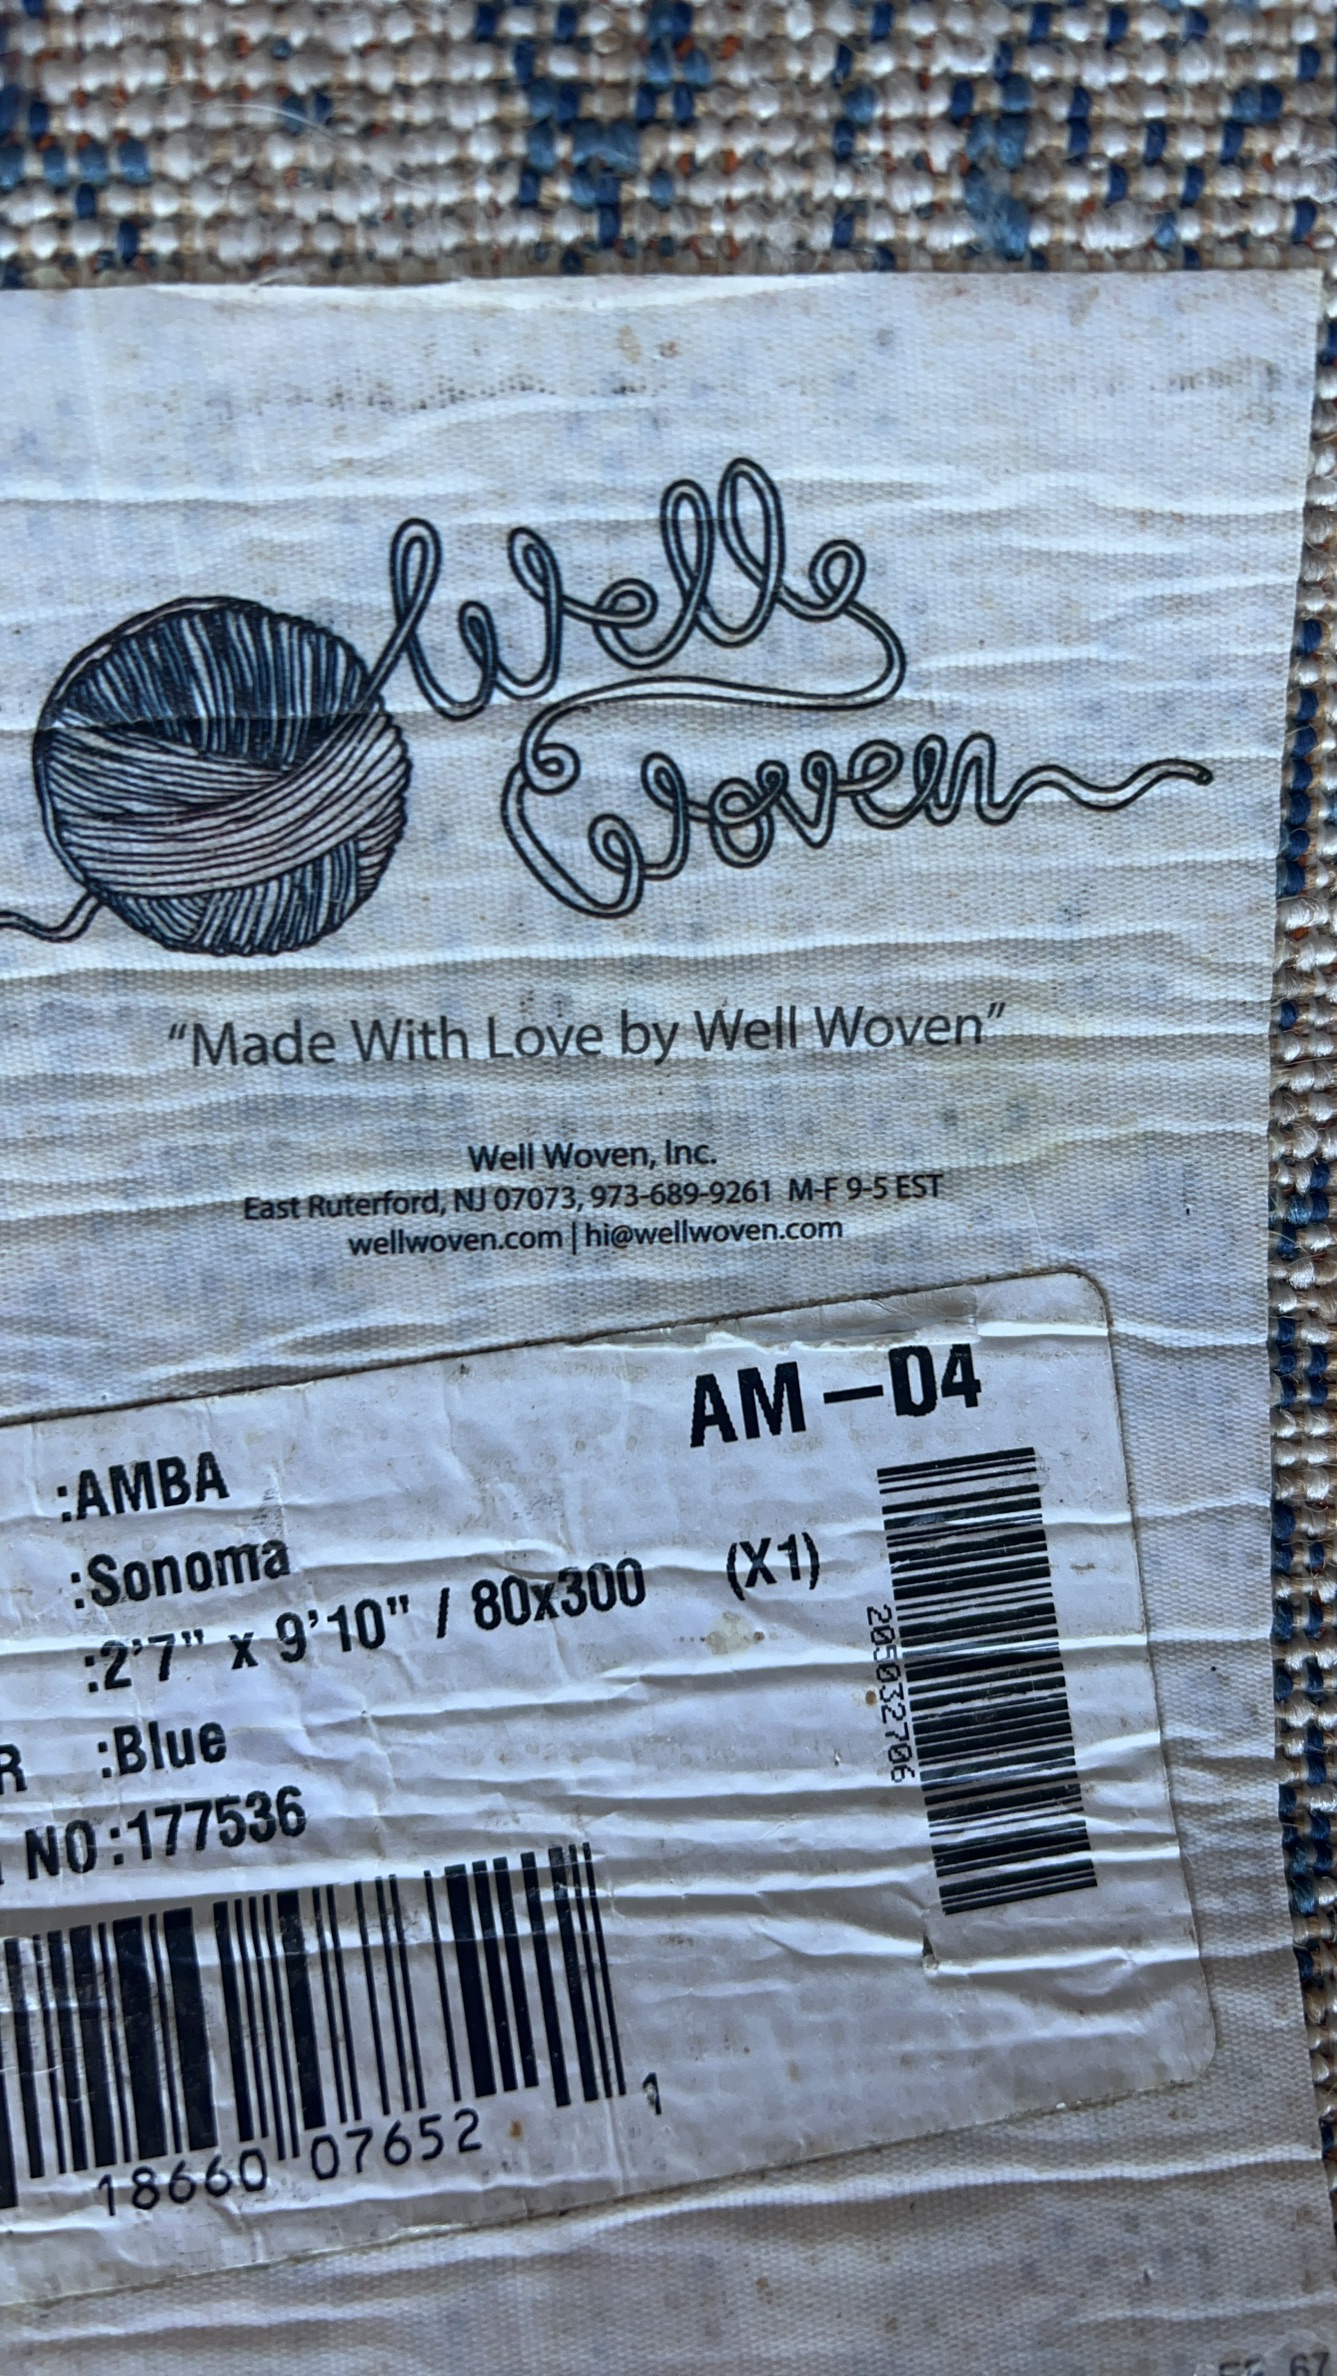 Well
Woven
“Made With Love by Well Woven”
Well Woven, Inc.
East Ruterford, NJ 07073, 973-689-9261 M-F 9-5 EST
wellwoven.com | hi@wellwoven.com
AM-04
:AMBA
:Sonoma
:2'7" x 9'10" / 80x300 (X1)
R :Blue
NO:177536
205032706
18660 07652 1